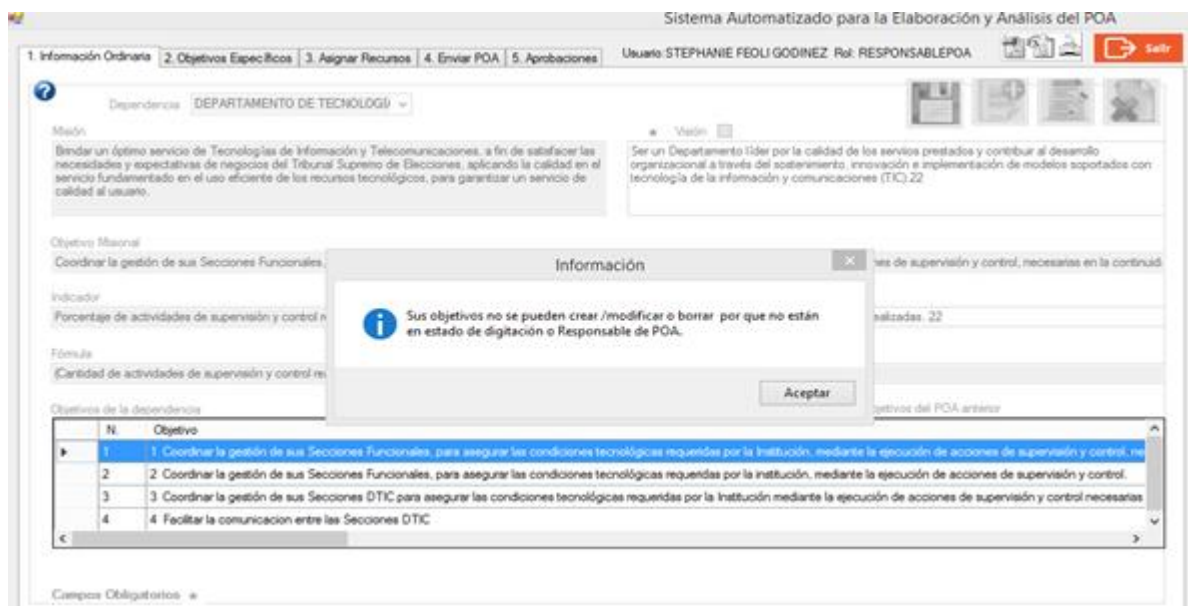 Sistema Automatizado para la Elaboración y Análisis del POA
1. Información Ordinaria 2. Objetivos Específicos 3. Asignar Recursos 4. Enviar POA 5. Aprobaciones Usuario: STEPHANIE FEOLI GODINEZ Rol: RESPONSABLEPOA Salir
Dependencia DEPARTAMENTO DE TECNOLOGÍ
Misión
Brindar un óptimo servicio de Tecnologías de Información y Telecomunicaciones, a fin de satisfacer las
necesidades y expectativas de negocios del Tribunal Supremo de Elecciones, aplicando la calidad en el
servicio fundamentado en el uso eficiente de los recursos tecnológicos, para garantizar un servicio de
calidad al usuario.
* Visión
Ser un Departamento líder por la calidad de los servios prestados y contribuir al desarrollo
organizacional a través del sostenimiento, innovación e implementación de modelos soportados con
tecnología de la información y comunicaciones (TIC).22
Objetivo Misional
Coordinar la gestión de sus Secciones Funcionales, es de supervisión y control, necesarias en la continuid
Indicador
Porcentaje de actividades de supervisión y control r ealizadas. 22
Fórmula
(Cantidad de actividades de supervisión y control re
Información
Sus objetivos no se pueden crear /modificar o borrar por que no están
en estado de digitación o Responsable de POA.
Aceptar
Objetivos de la dependencia jetivos del POA anterior
N. Objetivo
1 1 Coordinar la gestión de sus Secciones Funcionales, para asegurar las condiciones tecnológicas requeridas por la Institución, mediante la ejecución de acciones de supervisión y control, ne
2 2 Coordinar la gestión de sus Secciones Funcionales, para asegurar las condiciones tecnológicas requeridas por la institución, mediante la ejecución de acciones de supervisión y control.
3 3 Coordinar la gestión de sus Secciones DTIC para asegurar las condiciones tecnológicas requeridas por la Institución mediante la ejecución de acciones de supervisión y control necesarias
4 4 Facilitar la comunicacion entre las Secciones DTIC
Campos Obligatorios *